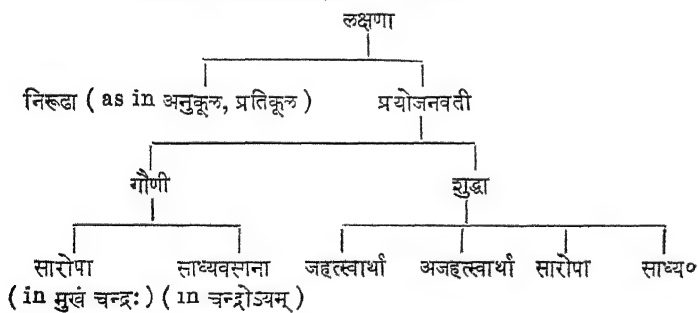 लक्षणा
निरूढा ( as in अनुकूल, प्रतिकूल ) प्रयोजनवती
गौणी शुद्धा
सारोपा साध्यवसाना जहत्स्वार्था अजहत्स्वार्था सारोपा साध्य०
( in मुखं चन्द्रः ) ( in चन्द्रोऽयम् )